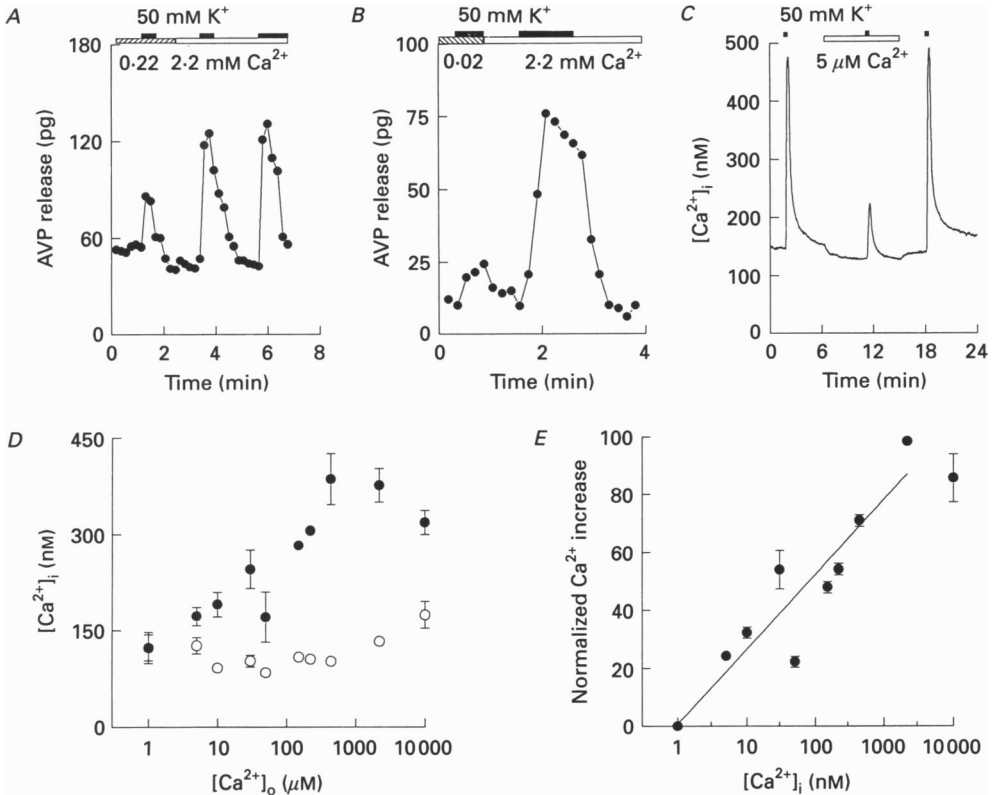 A
50 mM K+
0·22
2·2 mM Ca2+
AVP release (pg)
180
120
60
0
0
2
4
6
8
Time (min)
B
50 mM K+
0·02
2·2 mM Ca2+
AVP release (pg)
100
75
50
25
0
0
2
4
Time (min)
C
50 mM K+
5 μM Ca2+
[Ca2+]i (nM)
500
400
300
200
100
0
0
6
12
18
24
Time (min)
D
[Ca2+]i (nM)
450
300
150
0
1
10
100
1000
10000
[Ca2+]o (μM)
E
Normalized Ca2+ increase
100
80
60
40
20
0
1
10
100
1000
10000
[Ca2+]i (nM)